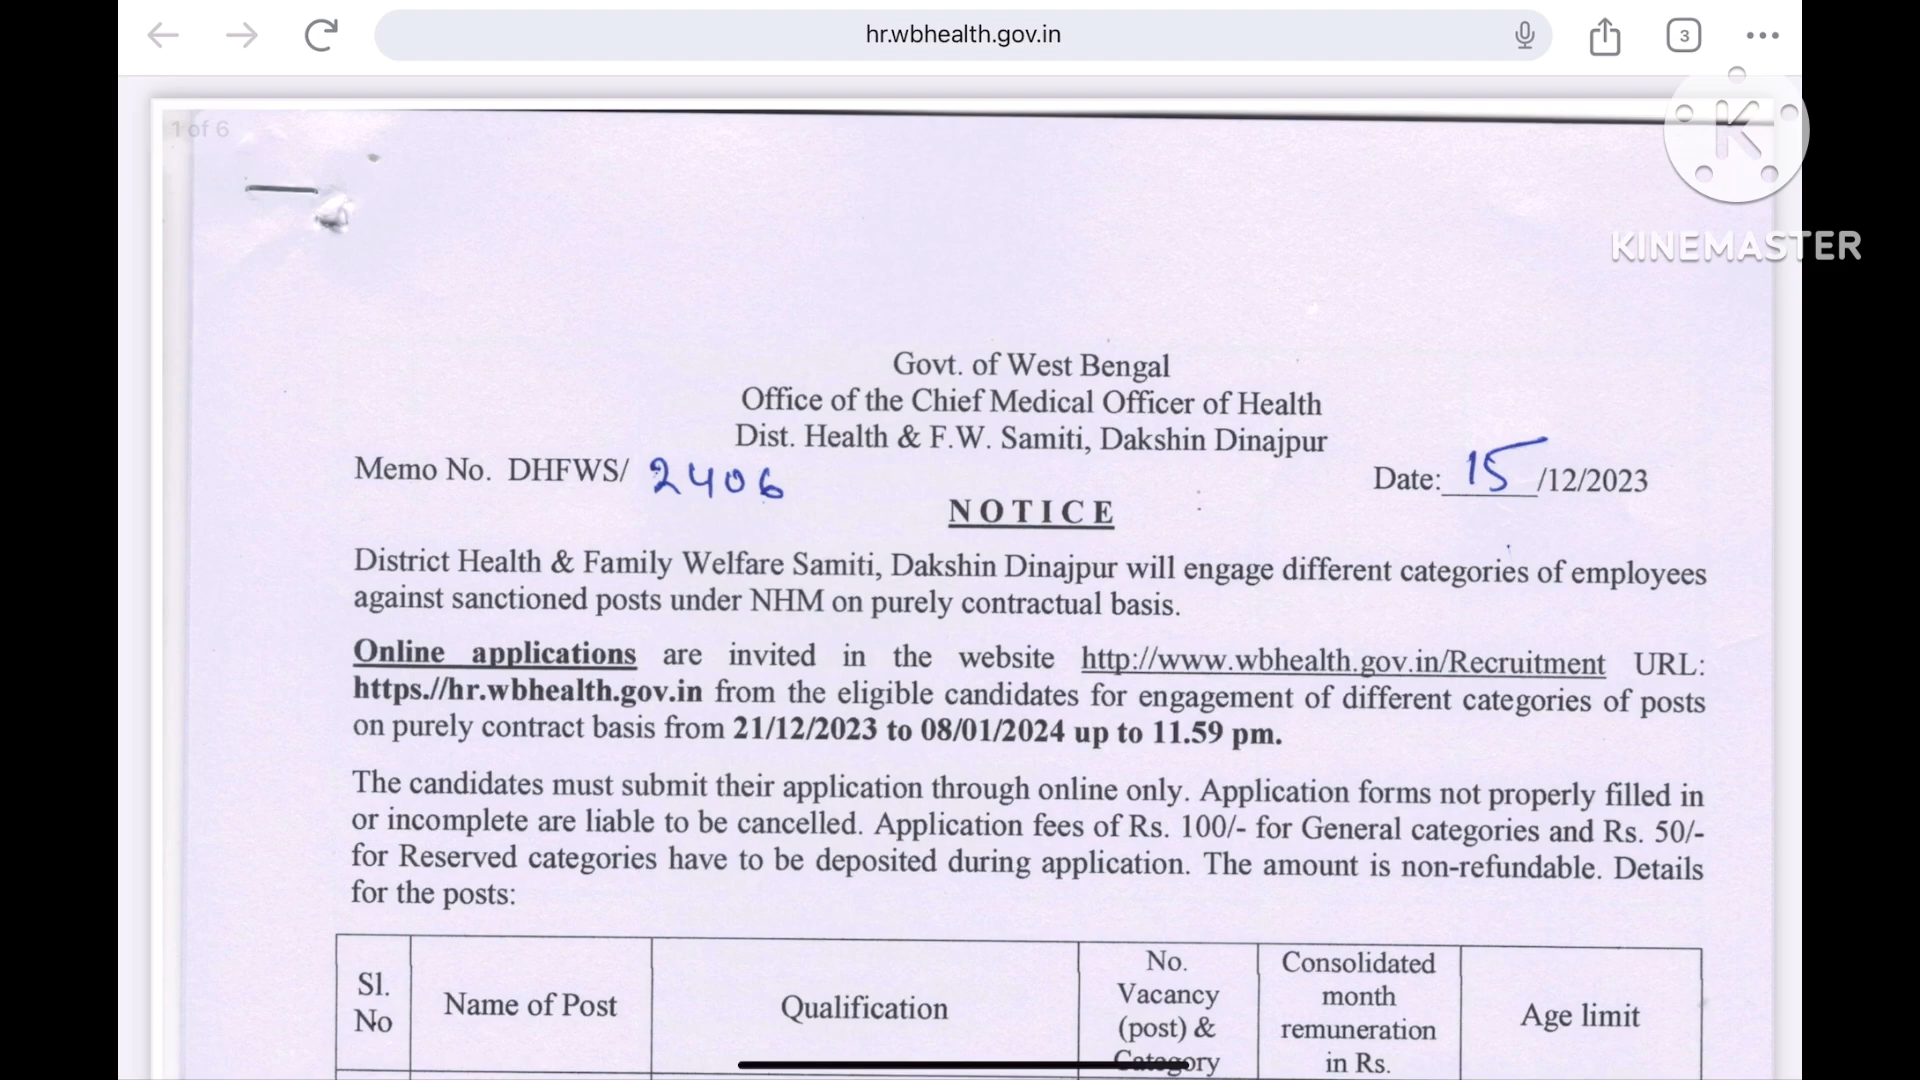 hr.wbhealth.gov.in
3
1 of 6
K
KINEMASTER
Govt. of West Bengal
Office of the Chief Medical Officer of Health
Dist. Health & F.W. Samiti, Dakshin Dinajpur
Memo No. DHFWS/ 2406
Date: 15/12/2023
NOTICE
District Health & Family Welfare Samiti, Dakshin Dinajpur will engage different categories of employees
against sanctioned posts under NHM on purely contractual basis.
Online applications are invited in the website http://www.wbhealth.gov.in/Recruitment URL:
https.//hr.wbhealth.gov.in from the eligible candidates for engagement of different categories of posts
on purely contract basis from 21/12/2023 to 08/01/2024 up to 11.59 pm.
The candidates must submit their application through online only. Application forms not properly filled in
or incomplete are liable to be cancelled. Application fees of Rs. 100/- for General categories and Rs. 50/-
for Reserved categories have to be deposited during application. The amount is non-refundable. Details
for the posts:
Sl.
No
Name of Post
Qualification
No.
Vacancy
(post) &
Category
Consolidated
month
remuneration
in Rs.
Age limit